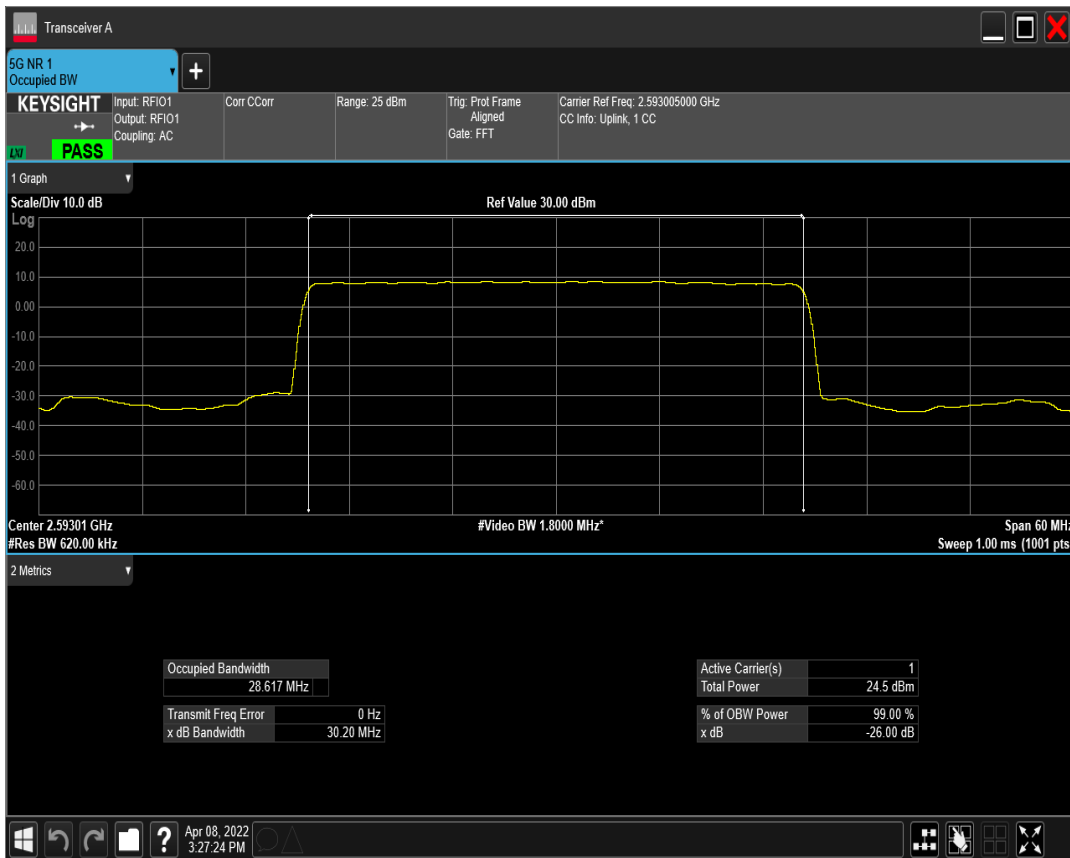 Transceiver A
5G NR 1
Occupied BW
+
KEYSIGHT
LXI
PASS
Input: RFIO1
Output: RFIO1
Coupling: AC
Corr CCorr
Range: 25 dBm
Trig: Prot Frame
Aligned
Gate: FFT
Carrier Ref Freq: 2.593005000 GHz
CC Info: Uplink, 1 CC
1 Graph
Scale/Div 10.0 dB
Ref Value 30.00 dBm
Log
20.0
10.0
0.00
-10.0
-20.0
-30.0
-40.0
-50.0
-60.0
Center 2.59301 GHz
#Video BW 1.8000 MHz*
Span 60 MHz
#Res BW 620.00 kHz
Sweep 1.00 ms (1001 pts
2 Metrics
Occupied Bandwidth
28.617 MHz
Transmit Freq Error 0 Hz
x dB Bandwidth 30.20 MHz
Active Carrier(s) 1
Total Power 24.5 dBm
% of OBW Power 99.00 %
x dB -26.00 dB
?
Apr 08, 2022
3:27:24 PM